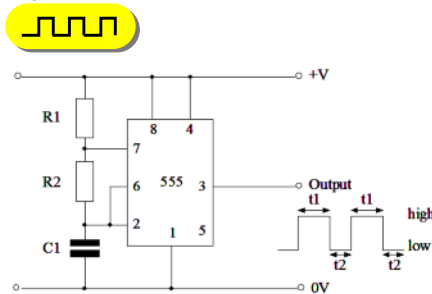 +V
R1
8 4
7
R2
6 555 3 Output
t1 t1
high
2 1 5
low
C1
t2 t2
0V